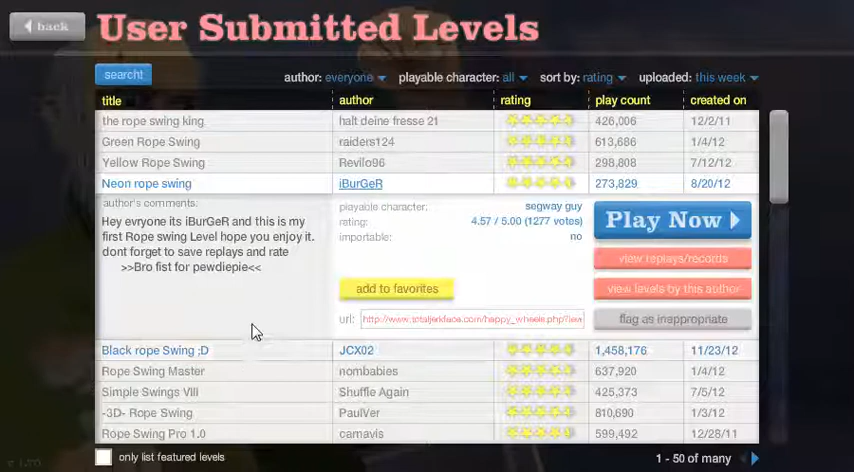 back
User Submitted Levels
search!
author: everyone playable character: all sort by: rating uploaded: this week
title author rating play count created on
the rope swing king. halt deine fresse 21 426,006 12/2/11
Green Rope Swing raiders124 613,686 1/4/12
Yellow Rope Swing Revilo96 298,808 7/12/12
Neon rope swing iBurGeR 273,829 8/20/12
author's comments:
Hey evryone its iBurGeR and this is my
first Rope swing Level hope you enjoy it.
dont forget to save replays and rate
>>Bro fist for pewdiepie<<
playable character: segway guy
rating: 4.57 / 5.00 (1277 votes)
importable: no
add to favorites
url: http://www.totaljerkface.com/happy_wheels.php?lev
Play Now
view replays/records
view levels by this author
flag as inappropriate
Black rope Swing ;D JCX02 1,458,176 11/23/12
Rope Swing Master nombabies 637,920 1/4/12
Simple Swings VIII Shuffle Again 425,373 7/5/12
-3D- Rope Swing PaulVer 810,690 1/3/12
Rope Swing Pro 1.0 camavis 599,492 12/28/11
only list featured levels 1 - 50 of many